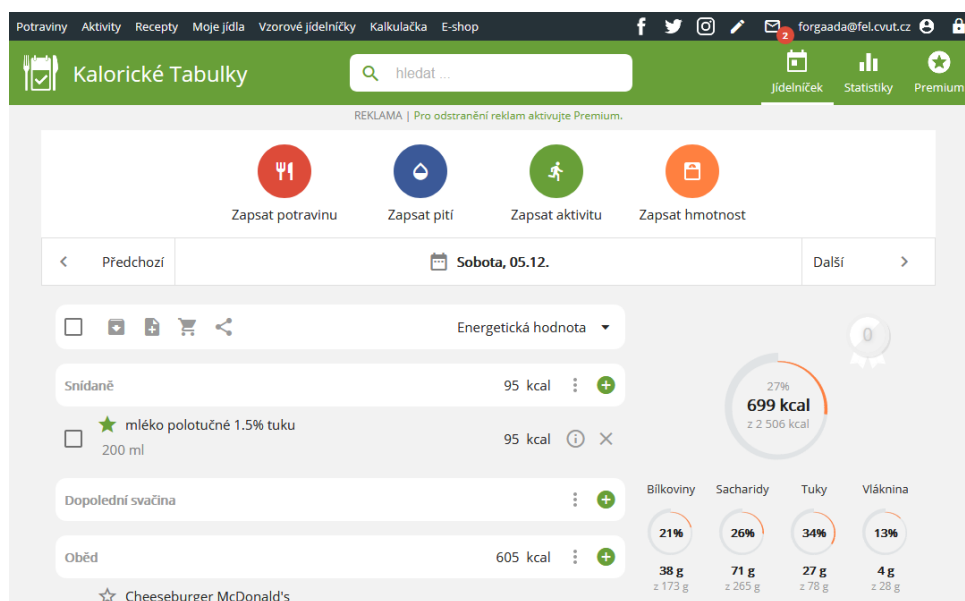 Potraviny Aktivity Recepty Moje jídla Vzorové jídelníčky Kalkulačka E-shop 2 forgaada@fel.cvut.cz
Kalorické Tabulky hledat ... Jídelníček Statistiky Premium
REKLAMA | Pro odstranění reklam aktivujte Premium.
Zapsat potravinu Zapsat pití Zapsat aktivitu Zapsat hmotnost
Předchozí Sobota, 05.12. Další
Energetická hodnota
0
Snídaně 95 kcal
27%
699 kcal
z 2 506 kcal
mléko polotučné 1.5% tuku
200 ml
95 kcal
Dopolední svačina
Bílkoviny Sacharidy Tuky Vláknina
21% 26% 34% 13%
Oběd 605 kcal
38 g 71 g 27 g 4 g
z 173 g z 265 g z 78 g z 28 g
Cheeseburger McDonald's